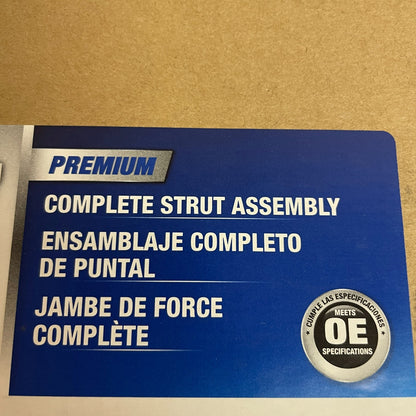 PREMIUM
COMPLETE STRUT ASSEMBLY
ENSAMBLAJE COMPLETO
DE PUNTAL
JAMBE DE FORCE
COMPLÈTE
CUMPLE LAS ESPECIFICACIONES
MEETS
OE
SPECIFICATIONS